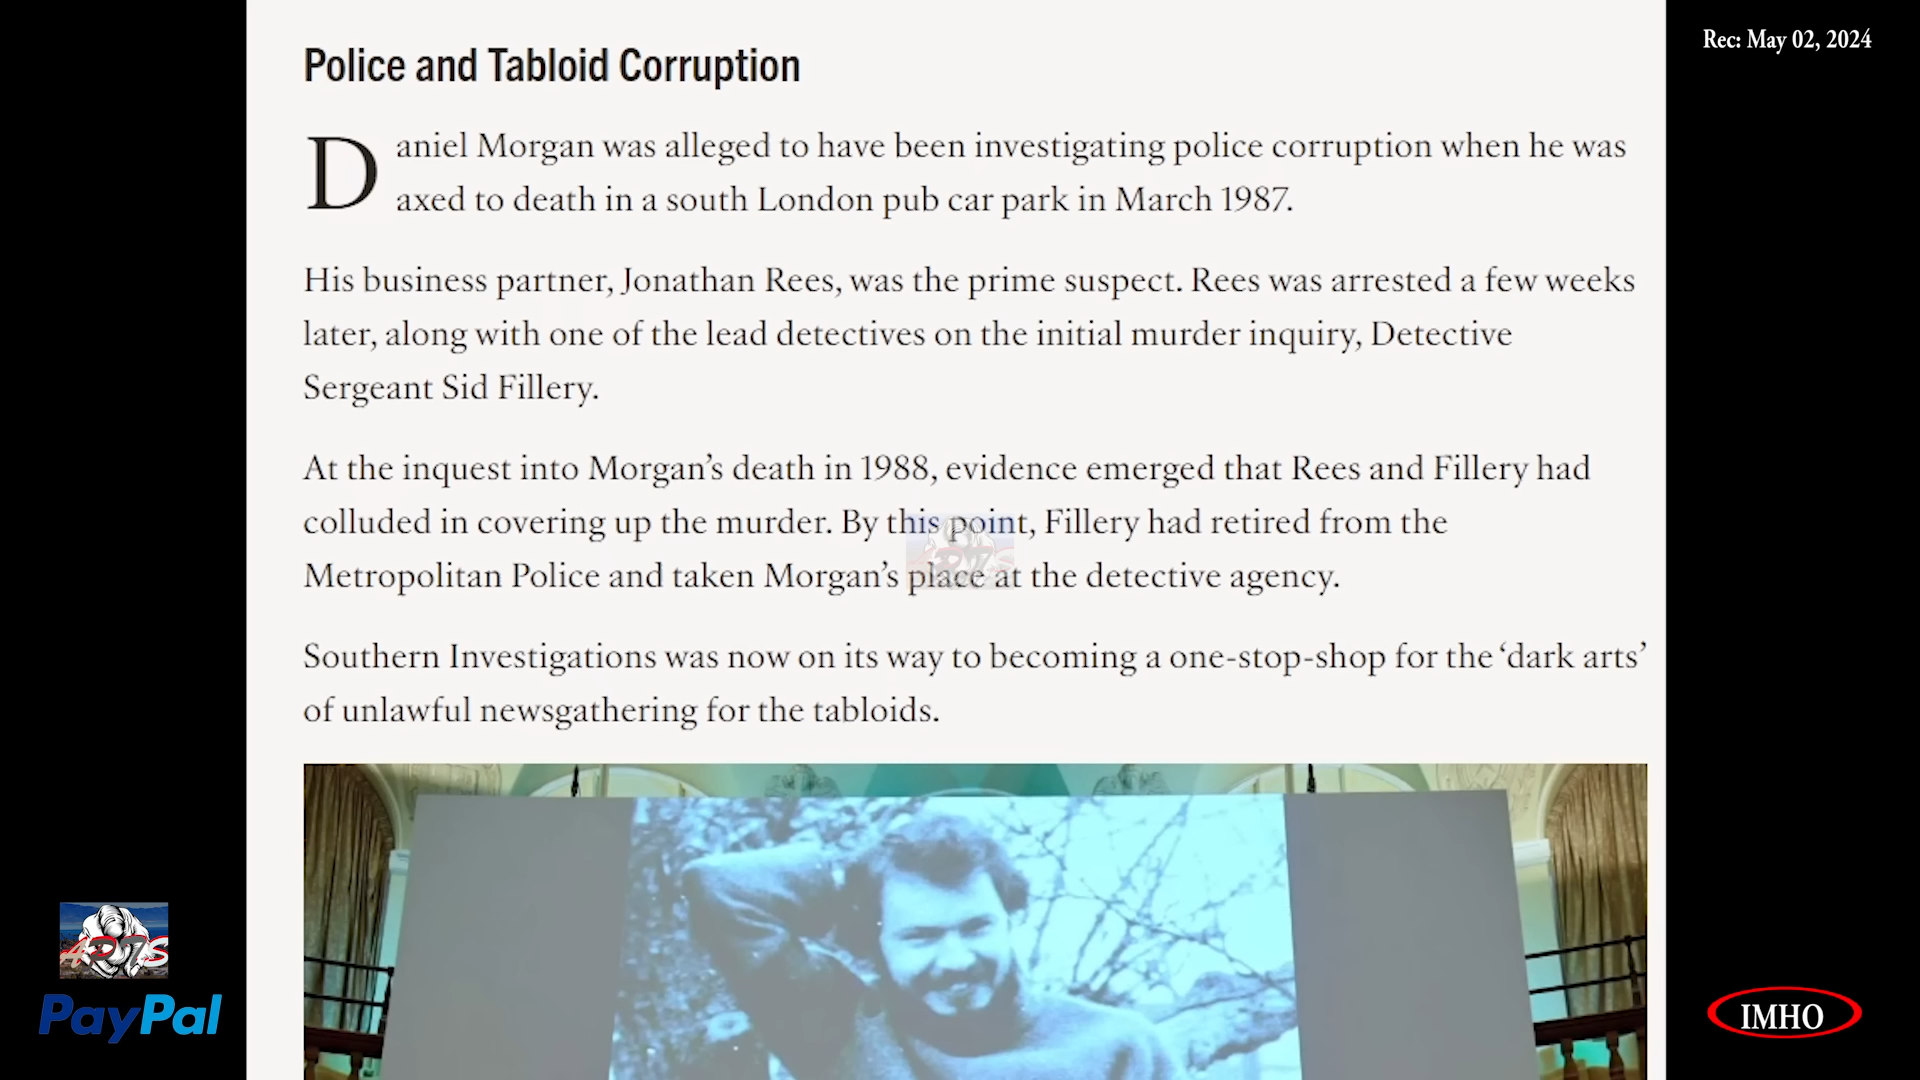 Rec: May 02, 2024
Police and Tabloid Corruption
Daniel Morgan was alleged to have been investigating police corruption when he was
axed to death in a south London pub car park in March 1987.
His business partner, Jonathan Rees, was the prime suspect. Rees was arrested a few weeks
later, along with one of the lead detectives on the initial murder inquiry, Detective
Sergeant Sid Fillery.
At the inquest into Morgan’s death in 1988, evidence emerged that Rees and Fillery had
colluded in covering up the murder. By this point, Fillery had retired from the
Metropolitan Police and taken Morgan’s place at the detective agency.
Southern Investigations was now on its way to becoming a one-stop-shop for the ‘dark arts’
of unlawful newsgathering for the tabloids.
PayPal
IMHO